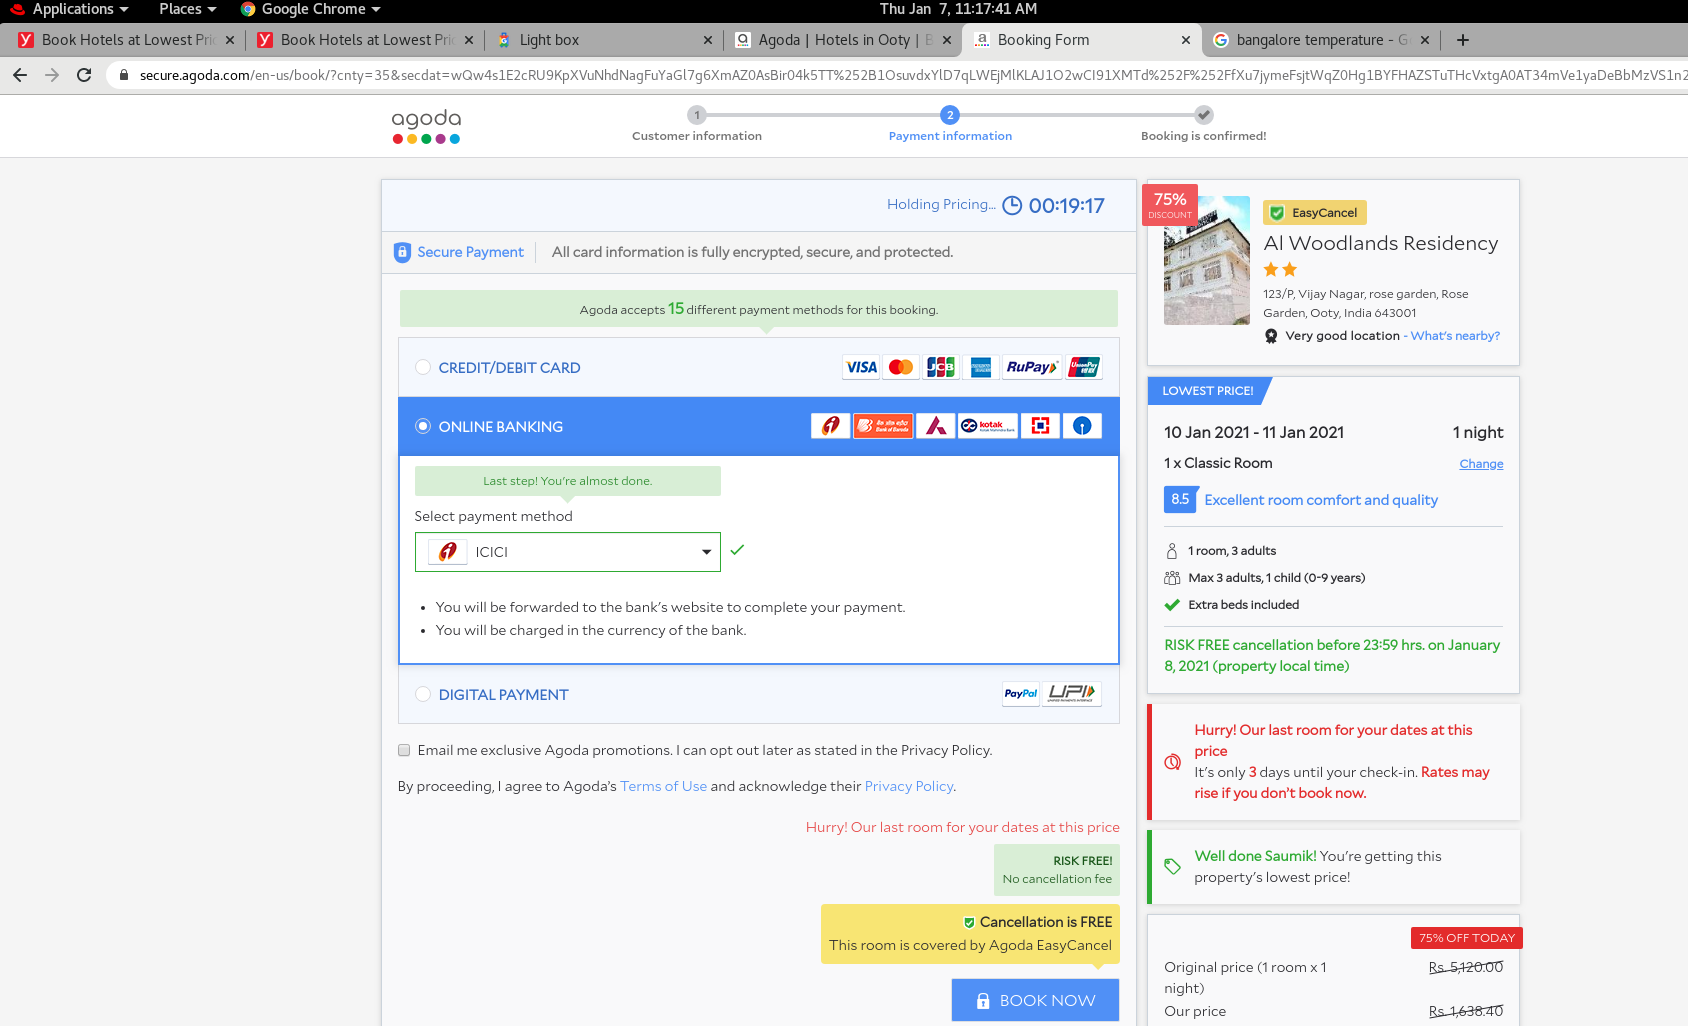 Applications
Places
Google Chrome
Thu Jan 7, 11:17:41 AM
Book Hotels at Lowest Pric
Book Hotels at Lowest Pric
Light box
Agoda | Hotels in Ooty | B
Booking Form
bangalore temperature - G
secure.agoda.com/en-us/book/?cnty=35&secdat=wQw4s1E2cRU9KpXVuNhdNagFuYaGl7g6XmAZ0AsBir04k5TT%252B1OsuvdxYlD7qLWEjMlKLAJ1O2wCI91XMTd%252F%252FfXu7jymeFsjtWqZ0Hg1BYFHAZSTuTHcVxtgA0AT34mVe1yaDeBbMzVS1n2
agoda
1
Customer information
2
Payment information
Booking is confirmed!
Holding Pricing... 00:19:17
Secure Payment
All card information is fully encrypted, secure, and protected.
Agoda accepts 15 different payment methods for this booking.
CREDIT/DEBIT CARD
VISA
JCB
RuPay
UnionPay
ONLINE BANKING
Bank of Baroda
kotak
Last step! You're almost done.
Select payment method
ICICI
You will be forwarded to the bank's website to complete your payment.
You will be charged in the currency of the bank.
DIGITAL PAYMENT
PayPal
UPI
Email me exclusive Agoda promotions. I can opt out later as stated in the Privacy Policy.
By proceeding, I agree to Agoda's Terms of Use and acknowledge their Privacy Policy.
Hurry! Our last room for your dates at this price
RISK FREE!
No cancellation fee
Cancellation is FREE
This room is covered by Agoda EasyCancel
BOOK NOW
75%
DISCOUNT
EasyCancel
Al Woodlands Residency
123/P, Vijay Nagar, rose garden, Rose
Garden, Ooty, India 643001
Very good location - What's nearby?
LOWEST PRICE!
10 Jan 2021 - 11 Jan 2021
1 night
1 x Classic Room
Change
8.5 Excellent room comfort and quality
1 room, 3 adults
Max 3 adults, 1 child (0-9 years)
Extra beds included
RISK FREE cancellation before 23:59 hrs. on January
8, 2021 (property local time)
Hurry! Our last room for your dates at this
price
It's only 3 days until your check-in. Rates may
rise if you don't book now.
Well done Saumik! You're getting this
property's lowest price!
75% OFF TODAY
Original price (1 room x 1
night)
Rs. 5,120.00
Our price
Rs. 1,638.40